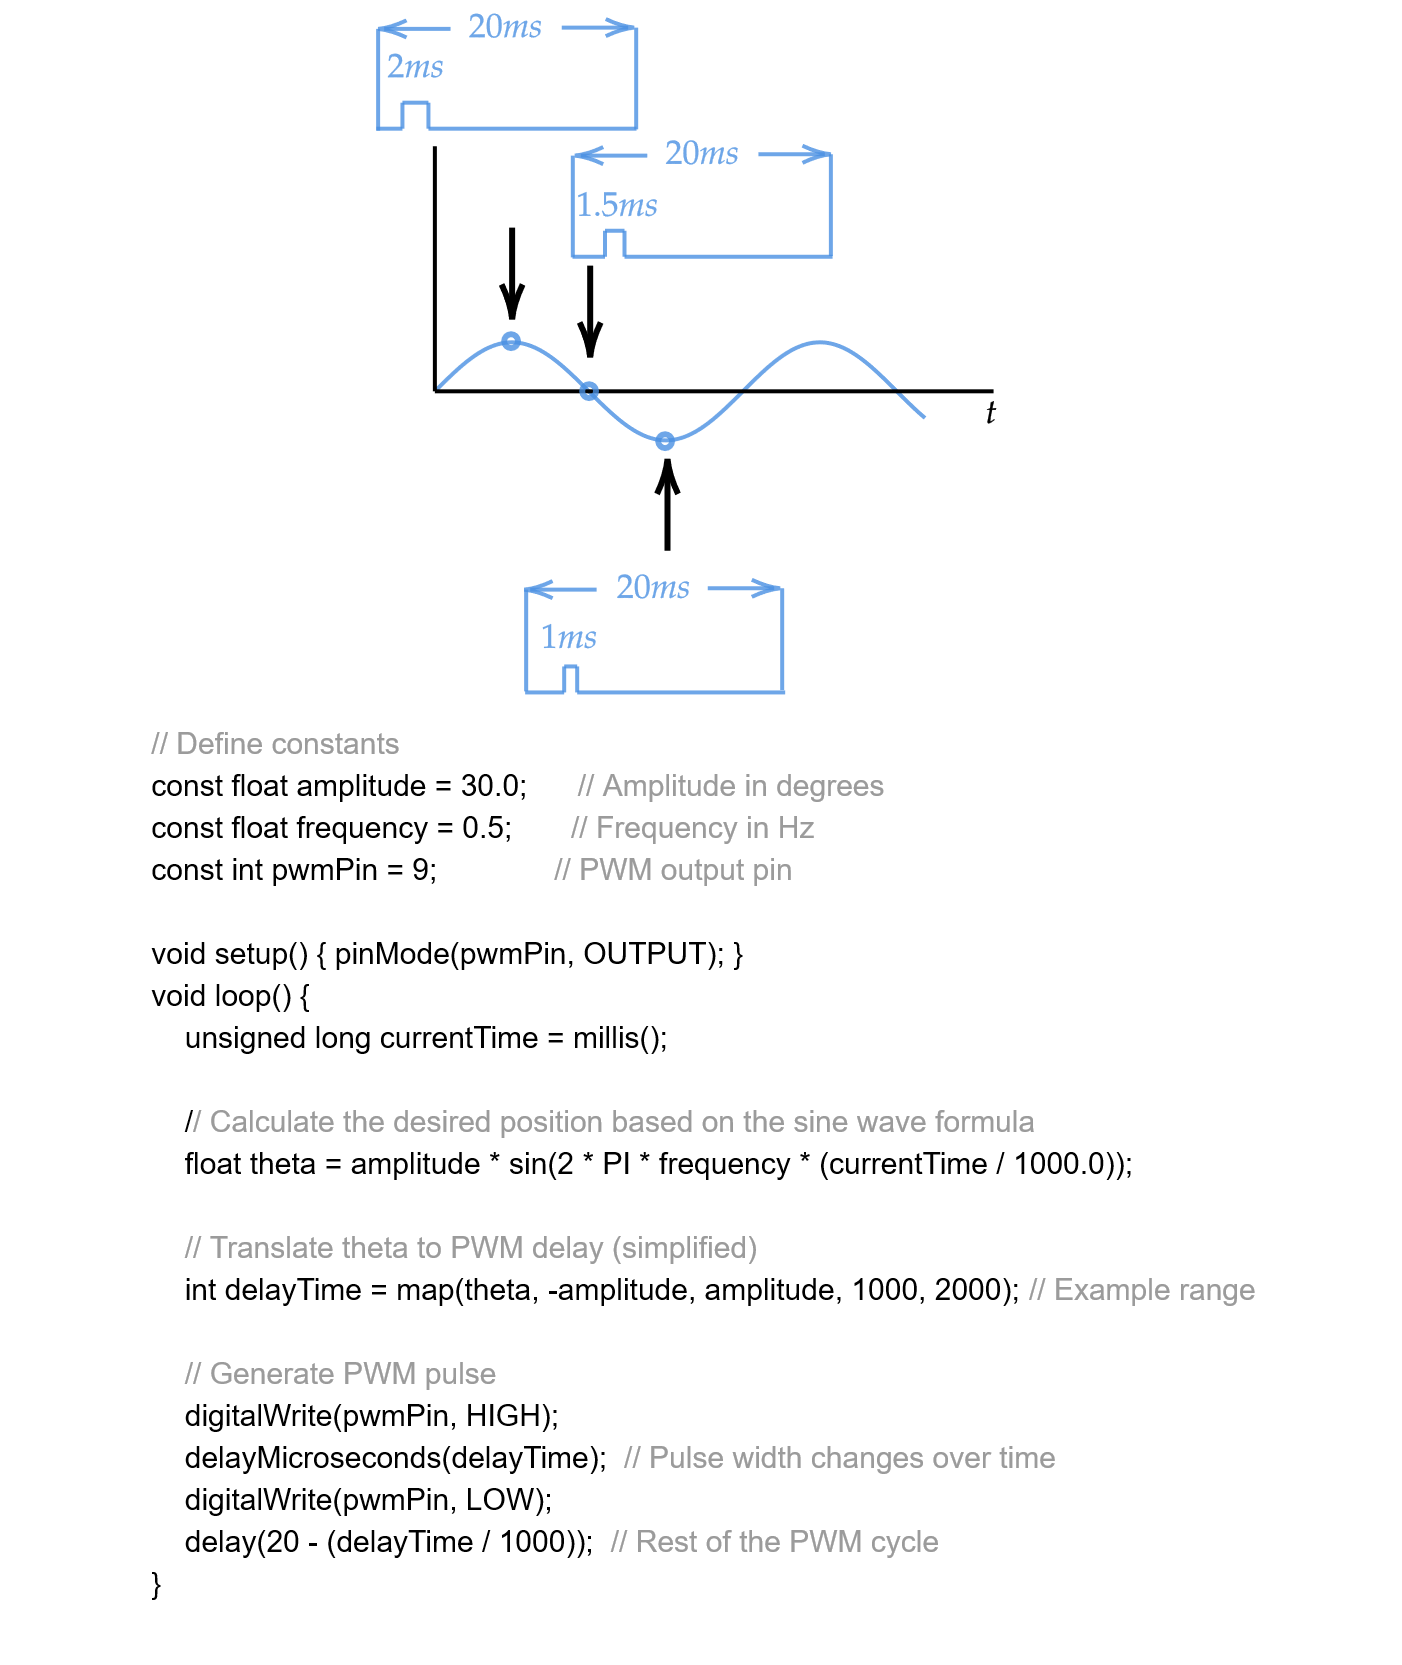 20ms
2ms
20ms
1.5ms
t
20ms
1ms
// Define constants
const float amplitude = 30.0; // Amplitude in degrees
const float frequency = 0.5; // Frequency in Hz
const int pwmPin = 9; // PWM output pin
void setup() { pinMode(pwmPin, OUTPUT); }
void loop() {
unsigned long currentTime = millis();
// Calculate the desired position based on the sine wave formula
float theta = amplitude * sin(2 * PI * frequency * (currentTime / 1000.0));
// Translate theta to PWM delay (simplified)
int delayTime = map(theta, -amplitude, amplitude, 1000, 2000); // Example range
// Generate PWM pulse
digitalWrite(pwmPin, HIGH);
delayMicroseconds(delayTime); // Pulse width changes over time
digitalWrite(pwmPin, LOW);
delay(20 - (delayTime / 1000)); // Rest of the PWM cycle
}